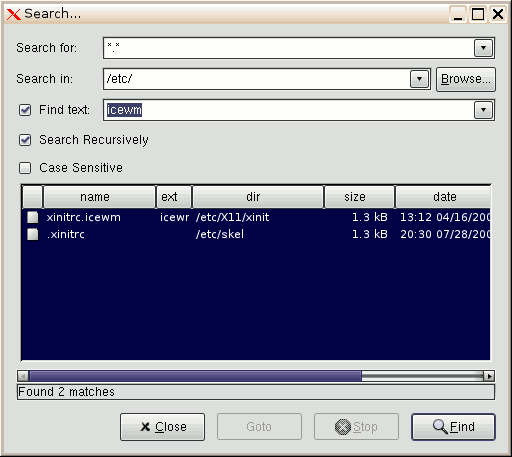 Search...
Search for: *.*
Search in: /etc/ Browse...
Find text: icewm
Search Recursively
Case Sensitive
name ext dir size date
xinitrc.icewm icewr /etc/X11/xinit 1.3 kB 13:12 04/16/200
.xinitrc /etc/skel 1.3 kB 20:30 07/28/200
Found 2 matches
Close Goto Stop Find